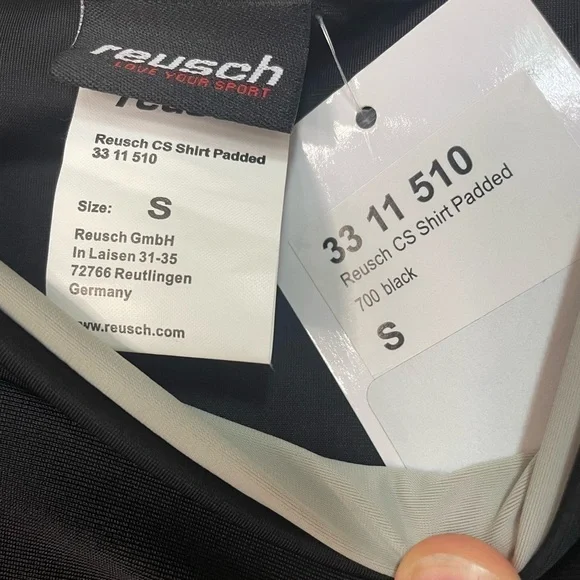 reusch
LOVE YOUR SPORT
Reusch CS Shirt Padded
33 11 510
Size: S
Reusch GmbH
In Laisen 31-35
72766 Reutlingen
Germany
www.reusch.com
33 11 510
Reusch CS Shirt Padded
700 black
S